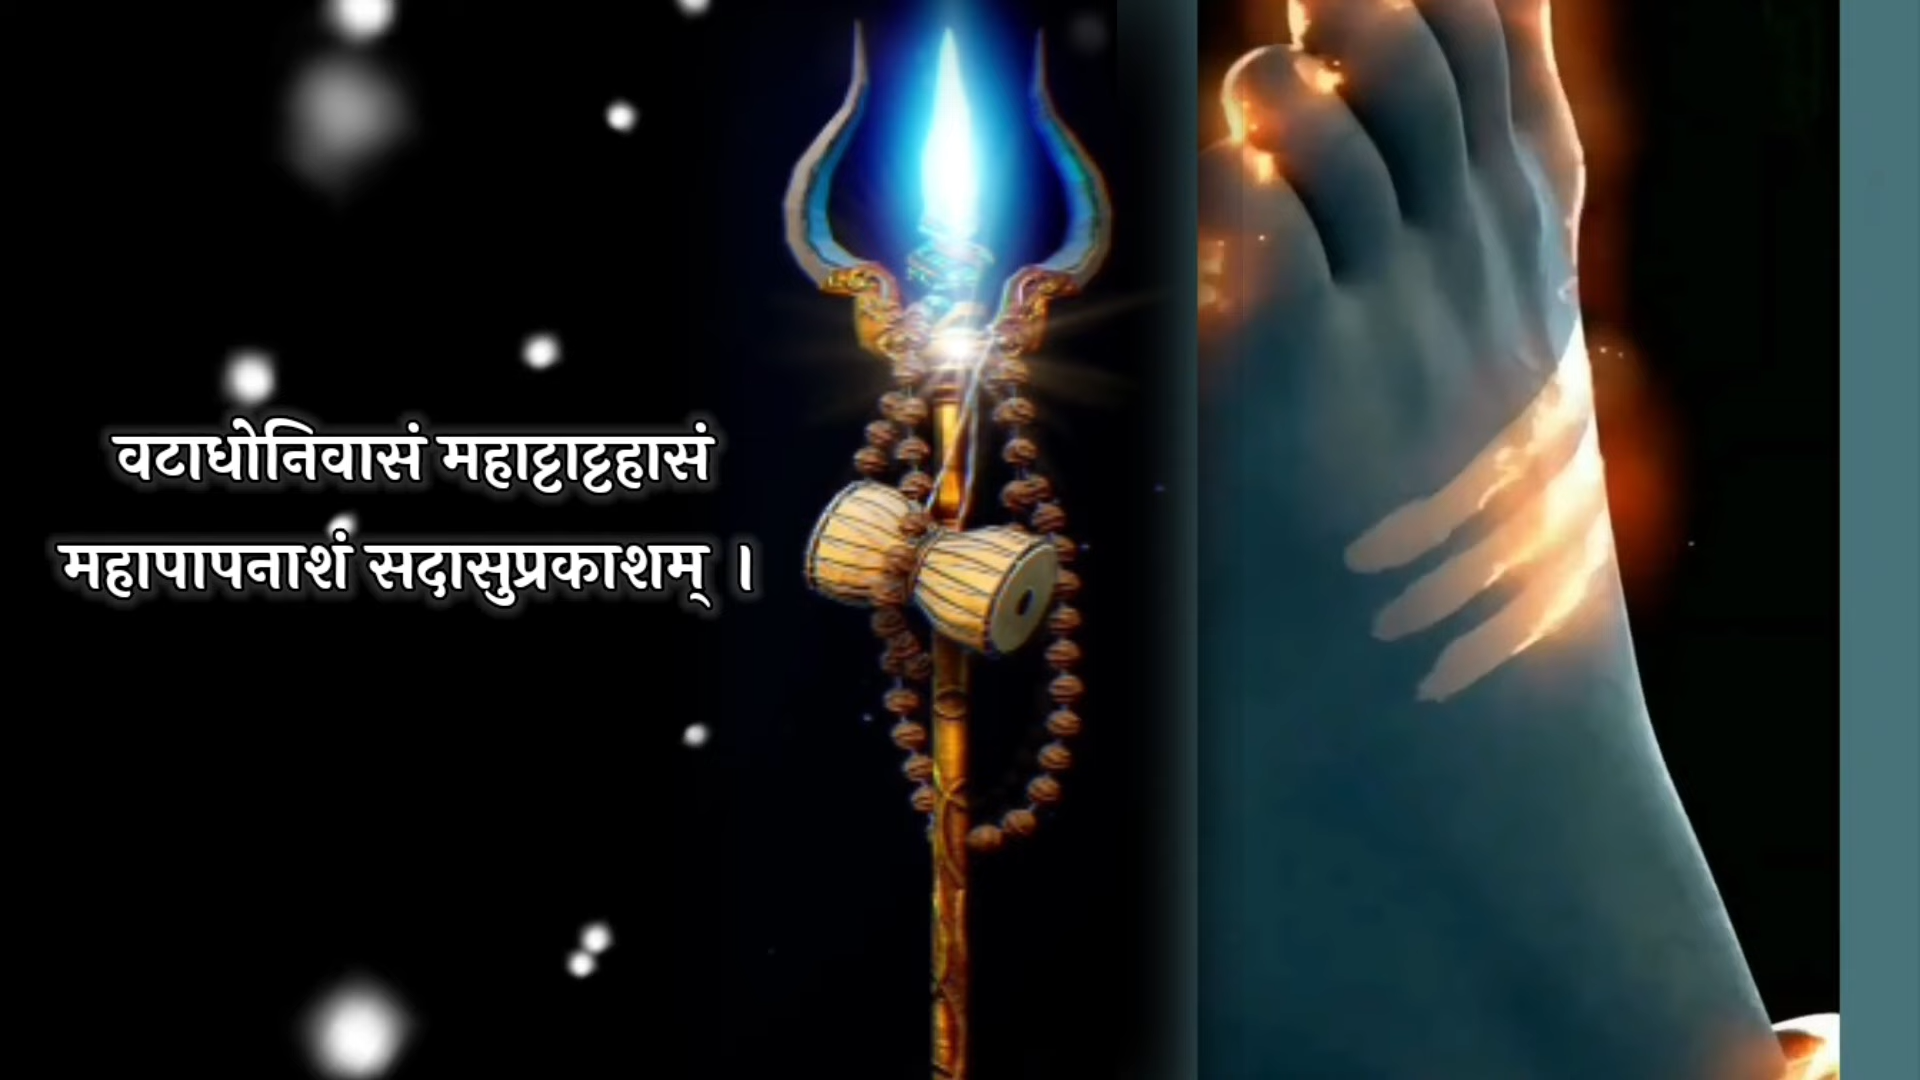 वटाधोनिवासं महाट्टाट्टहासं
महापापनाशं सदासुप्रकाशम् ।